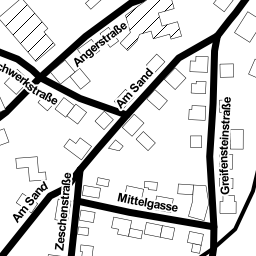 Angerstraße
Am Sand
chwerkstraße
Greifensteinstraße
Am Sand
Zeschenstraße
Mittelgasse